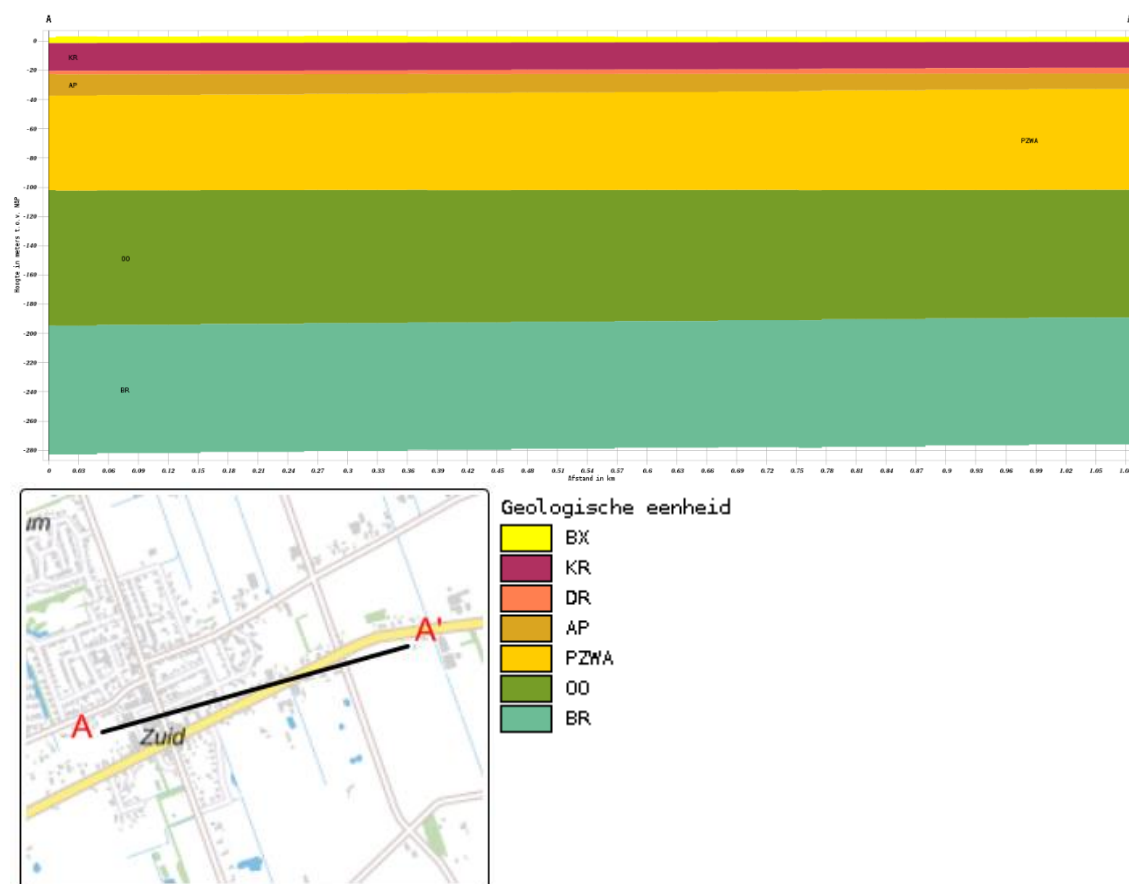 A
0
-20
-40
-60
-80
-100
-120
-140
-160
-180
-200
-220
-240
-260
-280
Hoogte in meters t.o.v. NAP
KR
AP
PZWA
OO
BR
0 0.03 0.06 0.09 0.12 0.15 0.18 0.21 0.24 0.27 0.3 0.33 0.36 0.39 0.42 0.45 0.48 0.51 0.54 0.57 0.6 0.63 0.66 0.69 0.72 0.75 0.78 0.81 0.84 0.87 0.9 0.93 0.96 0.99 1.02 1.05
Afstand in km
um
A'
A
Zuid
Geologische eenheid
BX
KR
DR
AP
PZWA
OO
BR